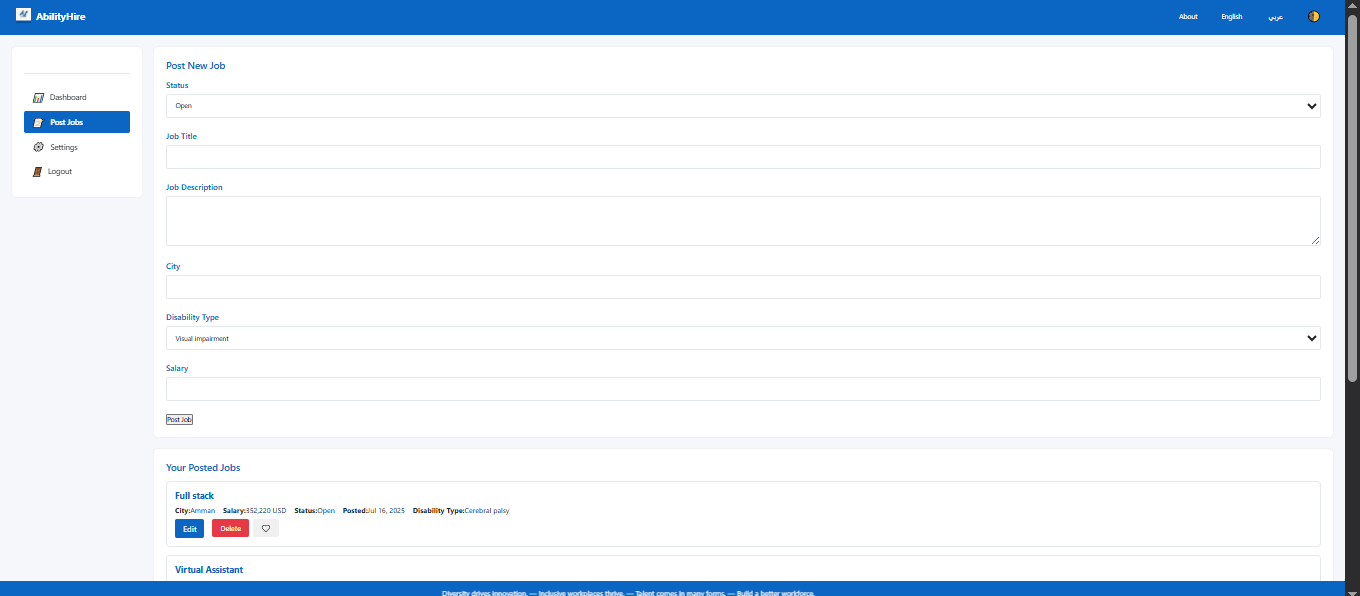 AbilityHire
About English عربي
Dashboard
Post Jobs
Settings
Logout
Post New Job
Status
Open
Job Title
Job Description
City
Disability Type
Visual impairment
Salary
Post Job
Your Posted Jobs
Full stack
City:Amman Salary:352,220 USD Status:Open Posted:Jul 16, 2025 Disability Type:Cerebral palsy
Edit Delete
Virtual Assistant
Diversity drives innovation. — Inclusive workplaces thrive. — Talent comes in many forms. — Build a better workforce.